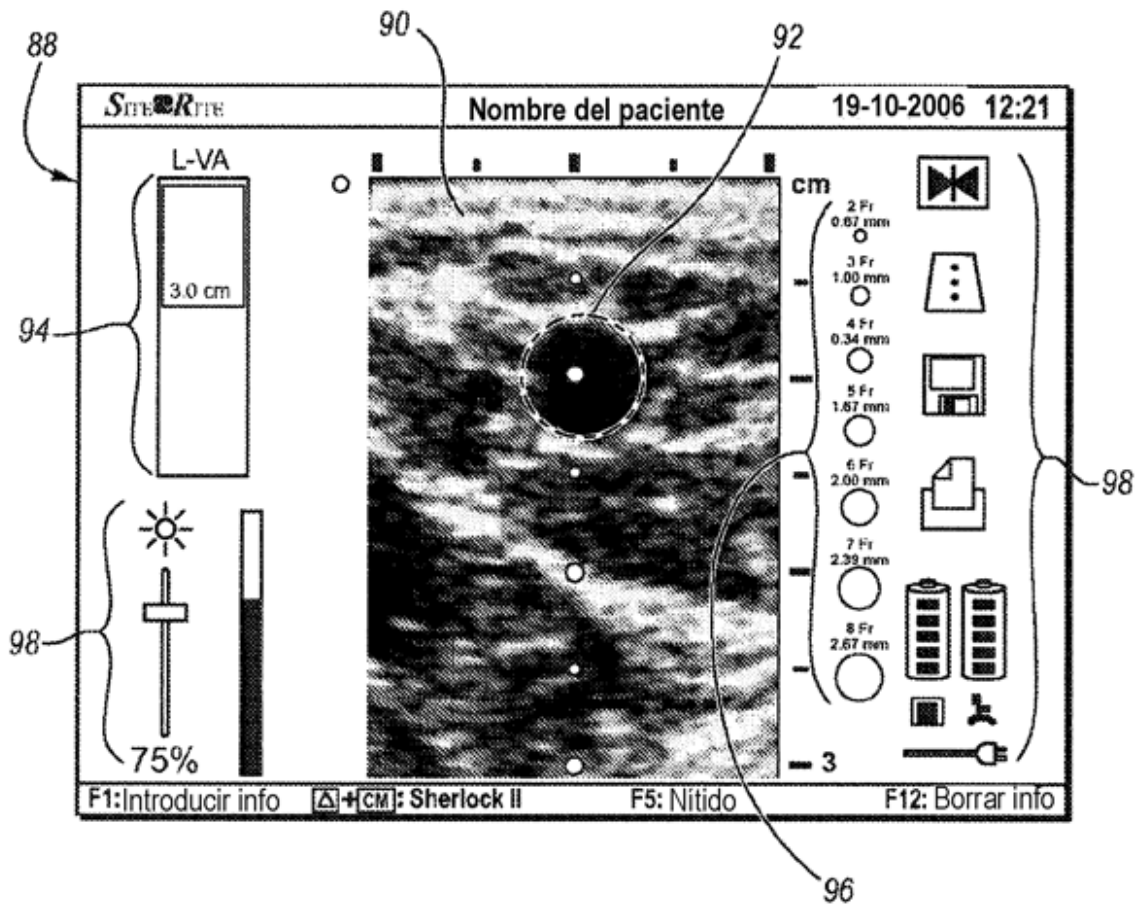 90
92
88
SITE RITE
Nombre del paciente
19-10-2006 12:21
L-VA
cm
2 Fr
0.67 mm
3 Fr
1.00 mm
3.0 cm
94
4 Fr
0.34 mm
5 Fr
1.67 mm
6 Fr
2.00 mm
98
7 Fr
2.39 mm
98
8 Fr
2.67 mm
75%
3
F1:Introducir info
Δ+CM: Sherlock II
F5: Nítido
F12: Borrar info
96